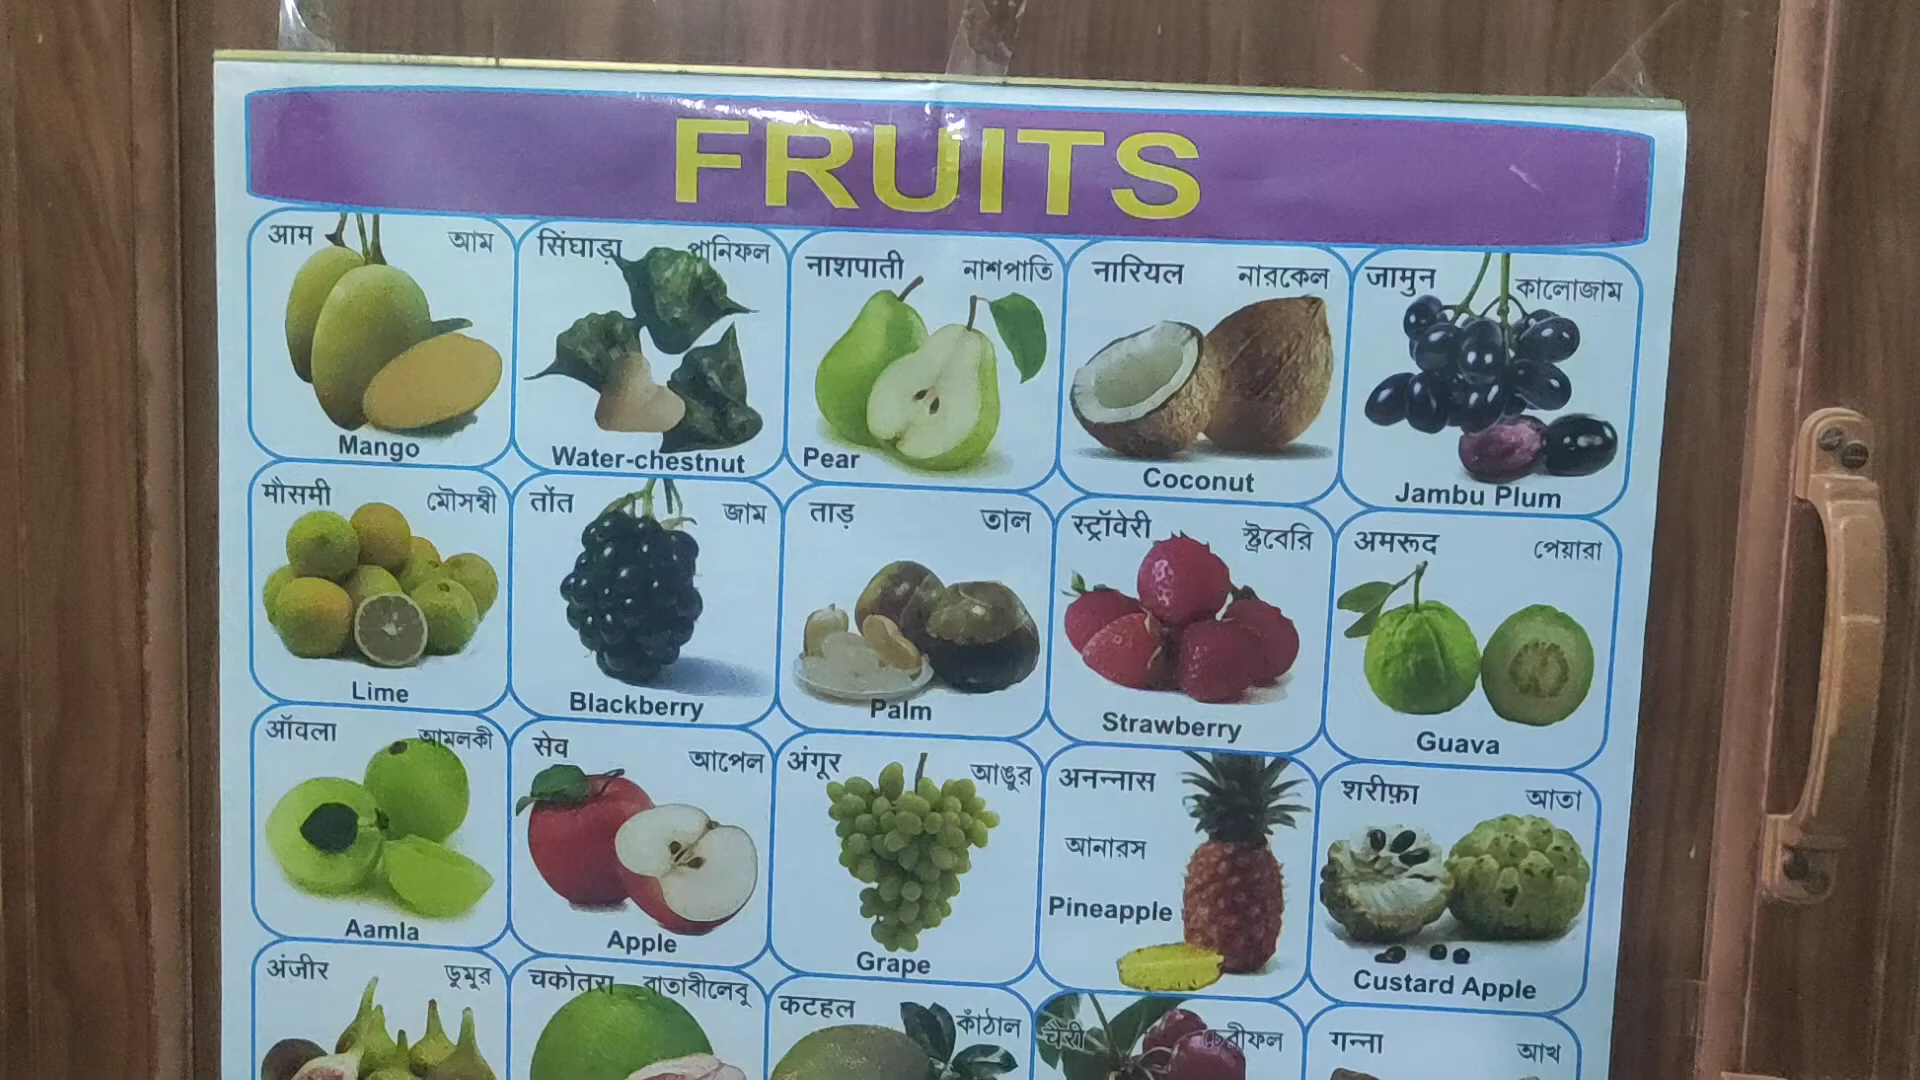 FRUITS
आम আম
Mango
सिंघाड़ा পানিফল
Water-chestnut
नाशपाती নাশপাতি
Pear
नारियल নারকেল
Coconut
जामुन কালোজাম
Jambu Plum
मौसमी মৌসম্বী
Lime
तोंत জাম
Blackberry
ताड़ তাল
Palm
स्ट्रॉवेरी স্ট্রবেরি
Strawberry
अमरूद পেয়ারা
Guava
ऑवला আমলকী
Aamla
सेव আপেল
Apple
अंगूर আঙুর
Grape
अनन्नास
আনারস
Pineapple
शरीफ़ा আতা
Custard Apple
अंजीर ডুমুর
चकोतरा বাতাবীলেবু
कटहल কাঁঠাল
चैरी চেরীফল
गन्ना আখ